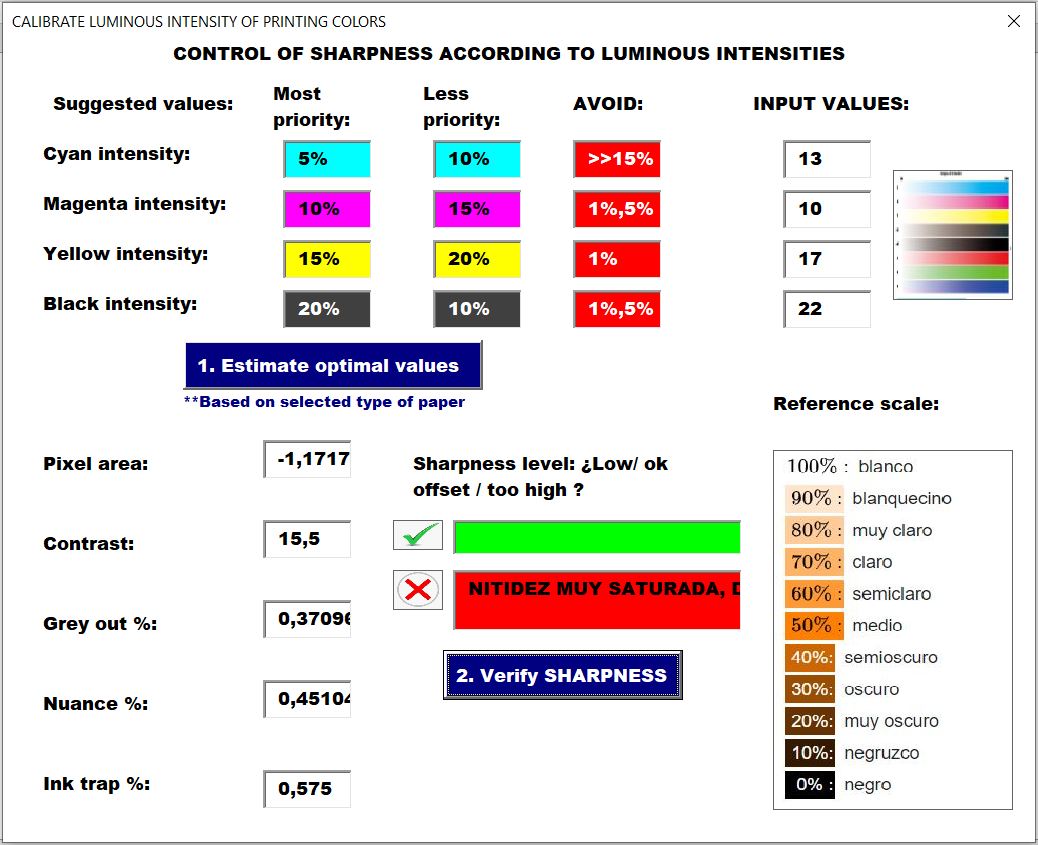 CALIBRATE LUMINOUS INTENSITY OF PRINTING COLORS
CONTROL OF SHARPNESS ACCORDING TO LUMINOUS INTENSITIES
Suggested values:
Most
priority:
Less
priority:
AVOID:
INPUT VALUES:
Cyan intensity:
5%
10%
>>15%
13
Magenta intensity:
10%
15%
1%,5%
10
Yellow intensity:
15%
20%
1%
17
Black intensity:
20%
10%
1%,5%
22
1. Estimate optimal values
**Based on selected type of paper
Pixel area:
-1,1717
Contrast:
15,5
Grey out %:
0,37096
Nuance %:
0,45104
Ink trap %:
0,575
Sharpness level: ¿Low/ ok
offset / too high ?
NITIDEZ MUY SATURADA,
2. Verify SHARPNESS
Reference scale:
100% : blanco
90% : blanquecino
80% : muy claro
70% : claro
60% : semiclaro
50% : medio
40%: semioscuro
30%: oscuro
20%: muy oscuro
10%: negruzco
0% : negro